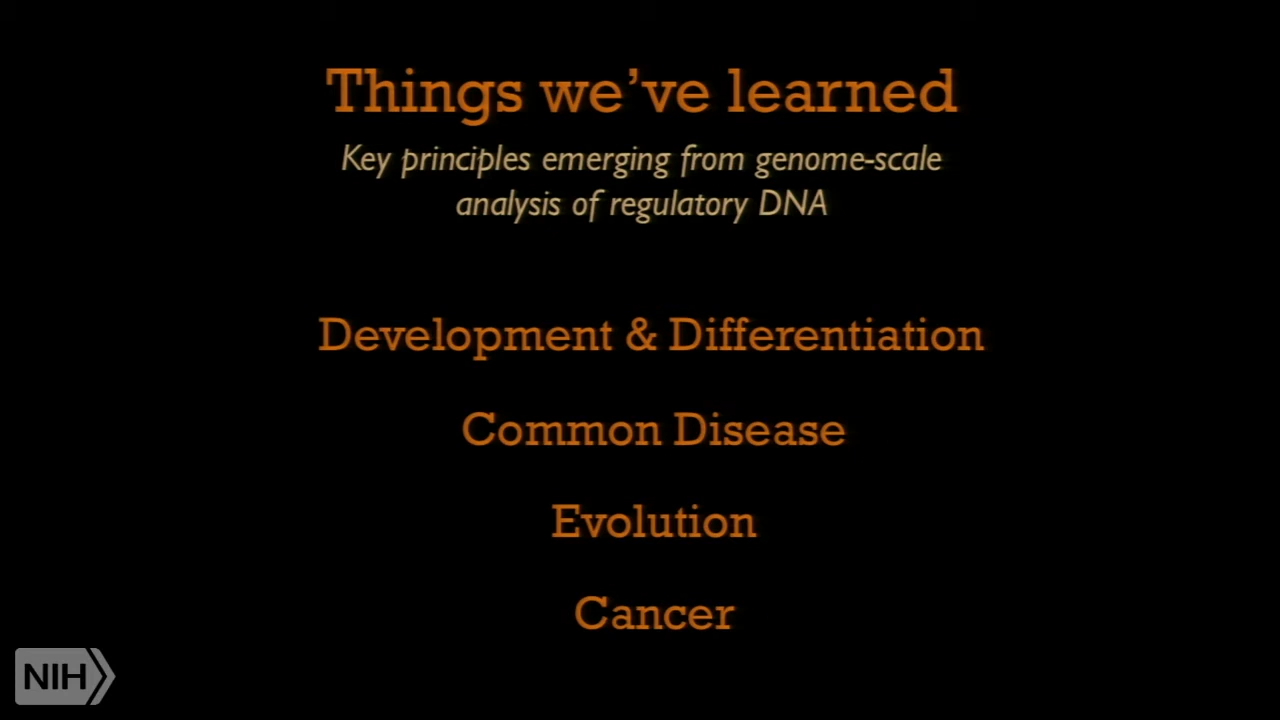 Things we’ve learned
Key principles emerging from genome-scale
analysis of regulatory DNA
Development & Differentiation
Common Disease
Evolution
Cancer
NIH